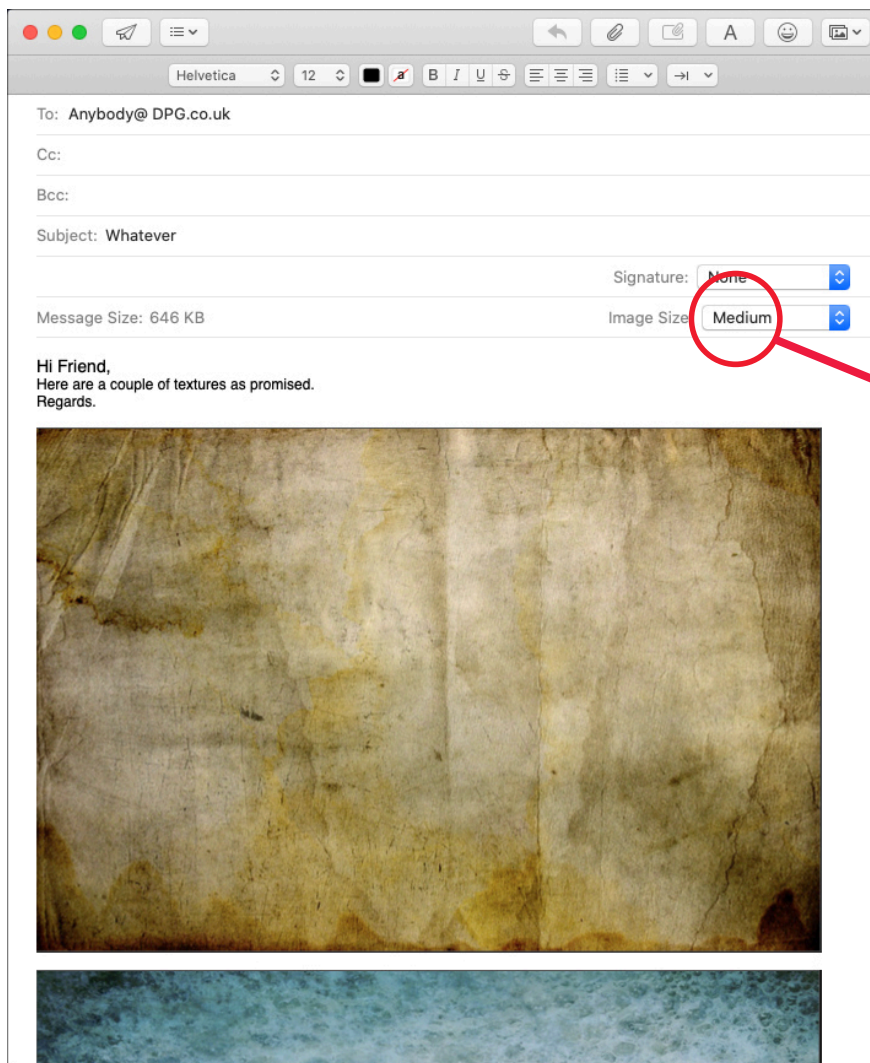 Helvetica 12 a B I U S
To: Anybody@ DPG.co.uk
Cc:
Bcc:
Subject: Whatever
Signature: None
Message Size: 646 KB Image Size Medium
Hi Friend,
Here are a couple of textures as promised.
Regards.